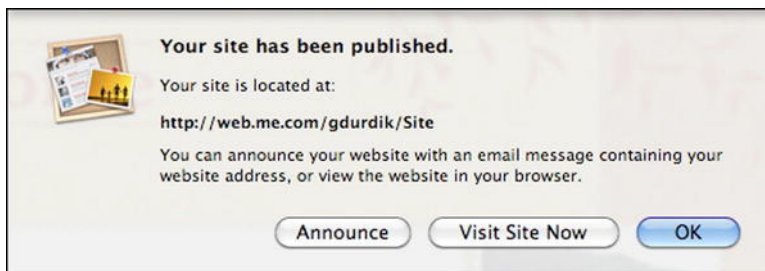 Your site has been published.
Your site is located at:
http://web.me.com/gdurdik/Site
You can announce your website with an email message containing your
website address, or view the website in your browser.
Announce
Visit Site Now
OK